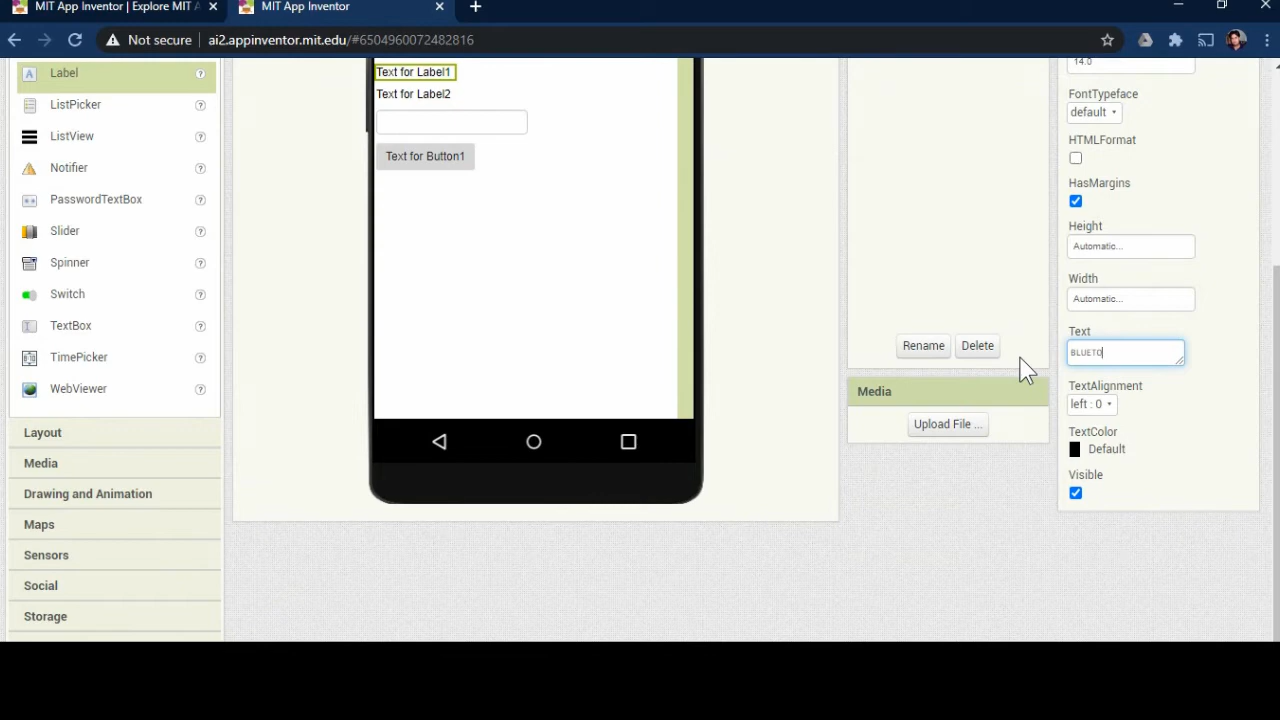 MIT App Inventor | Explore MIT A
MIT App Inventor
Not secure
ai2.appinventor.mit.edu/#6504960072482816
Label
ListPicker
ListView
Notifier
PasswordTextBox
Slider
Spinner
Switch
TextBox
TimePicker
WebViewer
Layout
Media
Drawing and Animation
Maps
Sensors
Social
Storage
Text for Label1
Text for Label2
Text for Button1
Rename
Delete
Media
Upload File ...
14.0
FontTypeface
default
HTMLFormat
HasMargins
Height
Automatic...
Width
Automatic...
Text
BLUETO
TextAlignment
left : 0
TextColor
Default
Visible